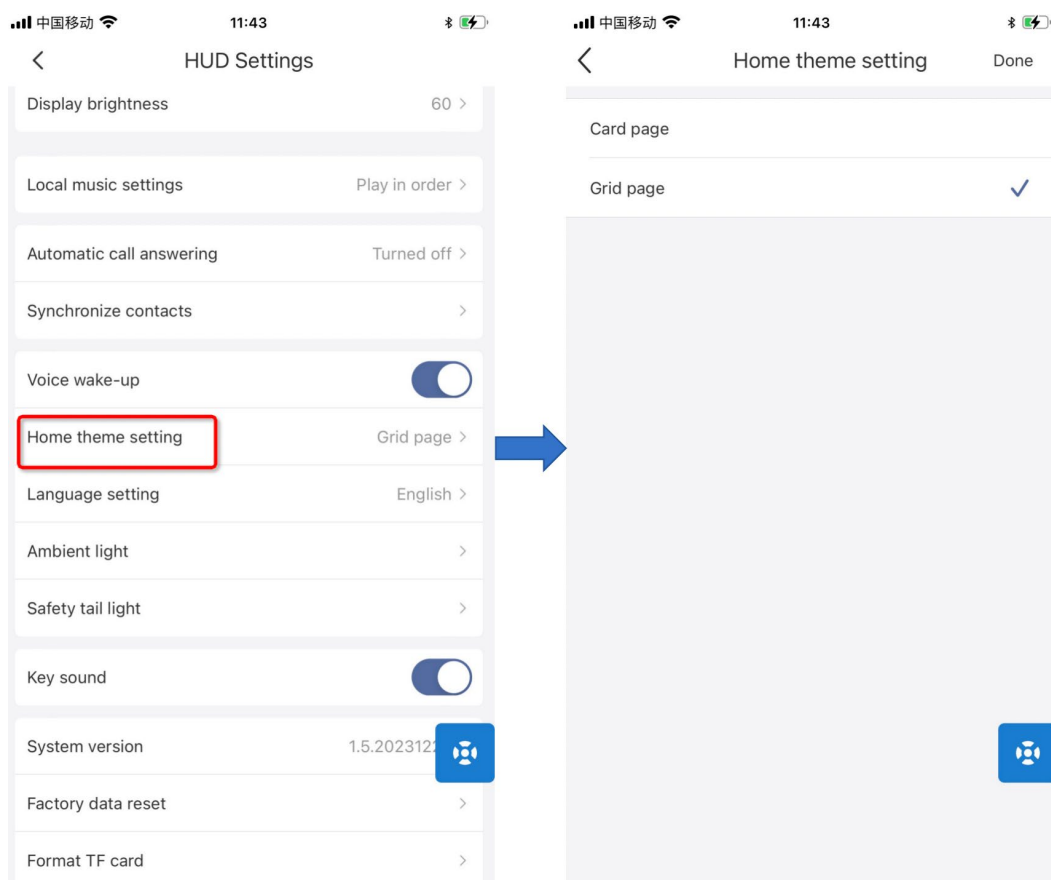 中国移动 11:43
HUD Settings
Display brightness 60
Local music settings Play in order
Automatic call answering Turned off
Synchronize contacts
Voice wake-up
Home theme setting Grid page
Language setting English
Ambient light
Safety tail light
Key sound
System version 1.5.2023122
Factory data reset
Format TF card
中国移动 11:43
Home theme setting Done
Card page
Grid page